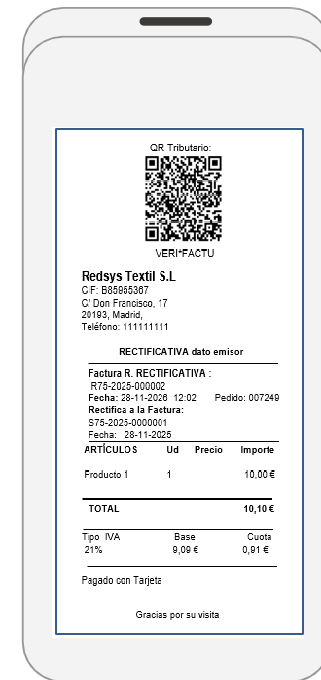 QR Tributario:
VERI*FACTU
Redsys Textil S.L
CIF: B85955367
C/ Don Francisco, 17
20193, Madrid,
Teléfono: 111111111
RECTIFICATIVA dato emisor
Factura R. RECTIFICATIVA :
R75-2025-000002
Fecha: 28-11-2026 12:02 Pedido: 007249
Rectifica a la Factura:
S75-2025-0000001
Fecha: 28-11-2025
ARTÍCULOS Ud Precio Importe
Producto 1 1 10,00 €
TOTAL 10,10 €
Tipo IVA Base Cuota
21% 9,09 € 0,91 €
Pagado con Tarjeta
Gracias por su visita